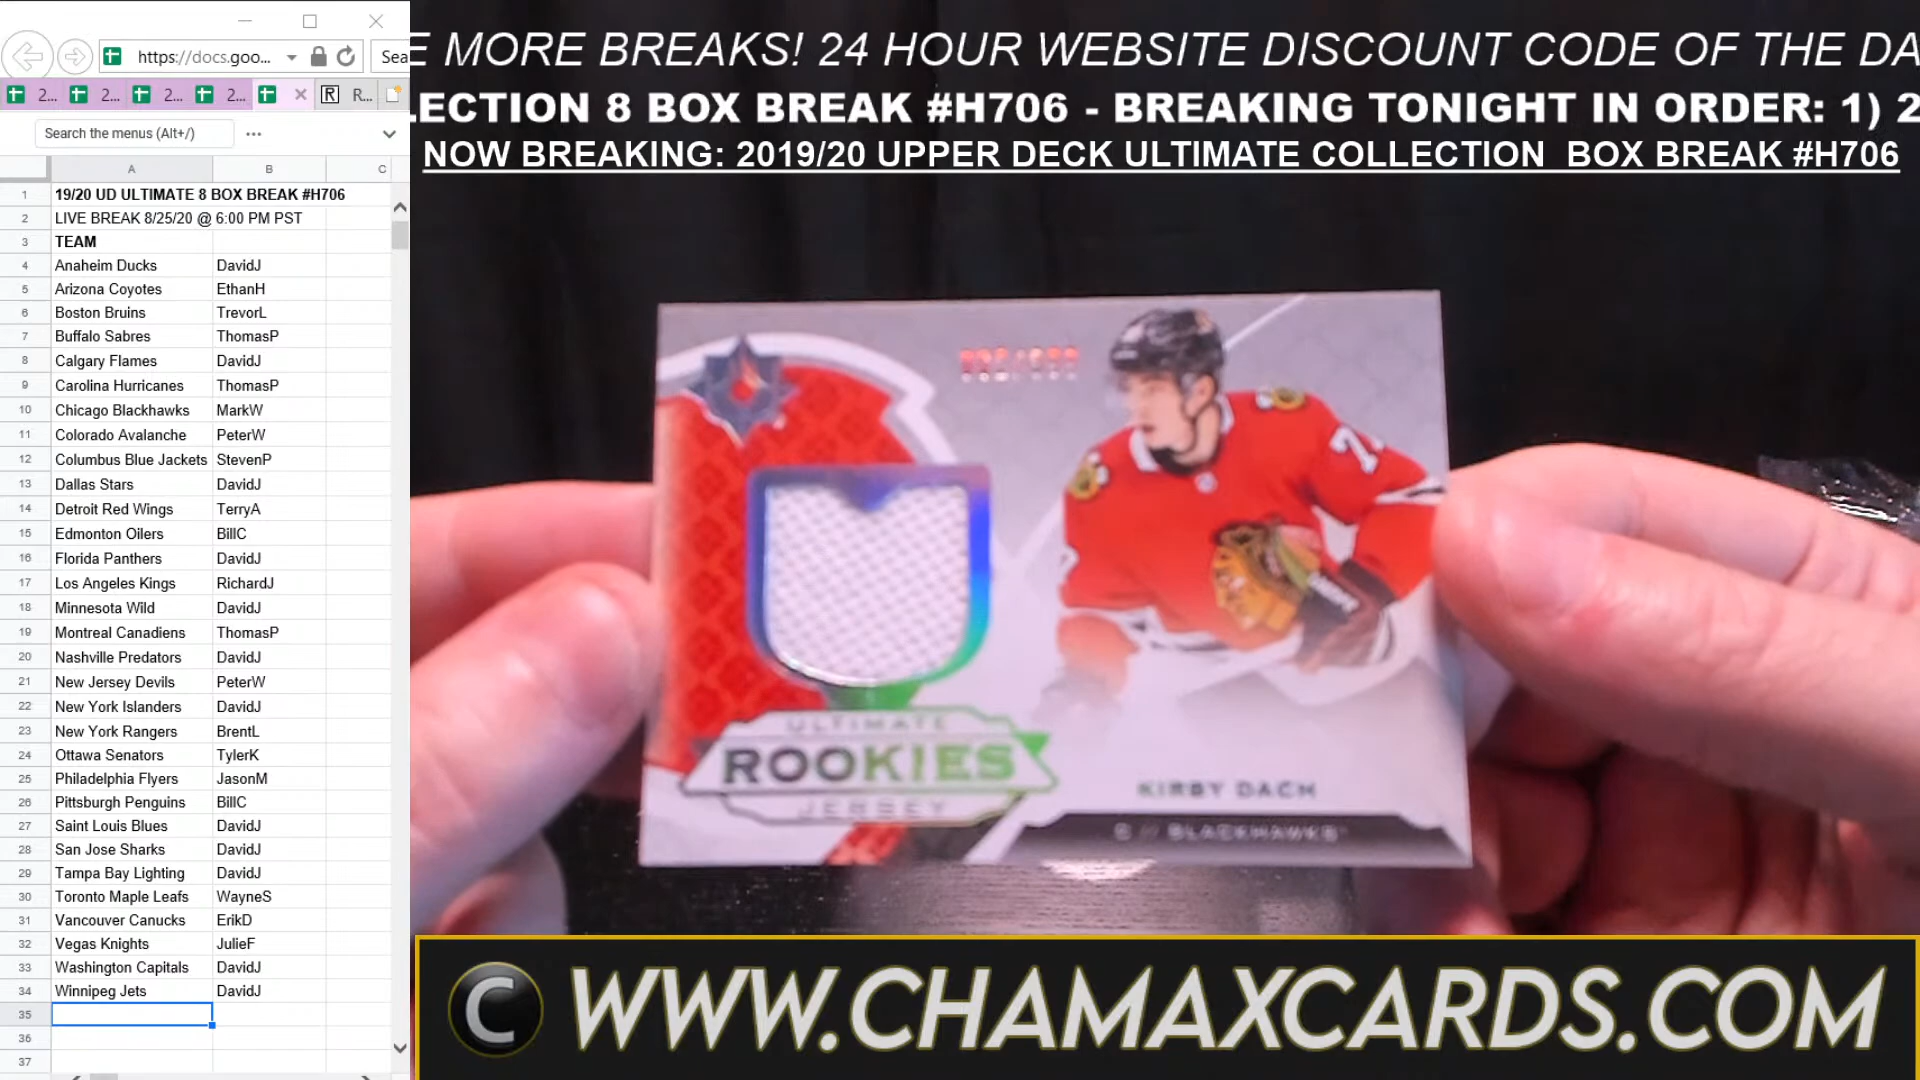 https://docs.goo...
Sea
2...
2...
2...
2...
R
R...
Search the menus (Alt+/)
A B C
1 19/20 UD ULTIMATE 8 BOX BREAK #H706
2 LIVE BREAK 8/25/20 @ 6:00 PM PST
3 TEAM
4 Anaheim Ducks DavidJ
5 Arizona Coyotes EthanH
6 Boston Bruins TrevorL
7 Buffalo Sabres ThomasP
8 Calgary Flames DavidJ
9 Carolina Hurricanes ThomasP
10 Chicago Blackhawks MarkW
11 Colorado Avalanche PeterW
12 Columbus Blue Jackets StevenP
13 Dallas Stars DavidJ
14 Detroit Red Wings TerryA
15 Edmonton Oilers BillC
16 Florida Panthers DavidJ
17 Los Angeles Kings RichardJ
18 Minnesota Wild DavidJ
19 Montreal Canadiens ThomasP
20 Nashville Predators DavidJ
21 New Jersey Devils PeterW
22 New York Islanders DavidJ
23 New York Rangers BrentL
24 Ottawa Senators TylerK
25 Philadelphia Flyers JasonM
26 Pittsburgh Penguins BillC
27 Saint Louis Blues DavidJ
28 San Jose Sharks DavidJ
29 Tampa Bay Lighting DavidJ
30 Toronto Maple Leafs WayneS
31 Vancouver Canucks ErikD
32 Vegas Knights JulieF
33 Washington Capitals DavidJ
34 Winnipeg Jets DavidJ
35
36
37
E MORE BREAKS! 24 HOUR WEBSITE DISCOUNT CODE OF THE DA
LECTION 8 BOX BREAK #H706 - BREAKING TONIGHT IN ORDER: 1) 2
NOW BREAKING: 2019/20 UPPER DECK ULTIMATE COLLECTION BOX BREAK #H706
ULTIMATE
ROOKIES
JERSEY
KIRBY DACH
C // BLACKHAWKS
C WWW.CHAMAXCARDS.COM